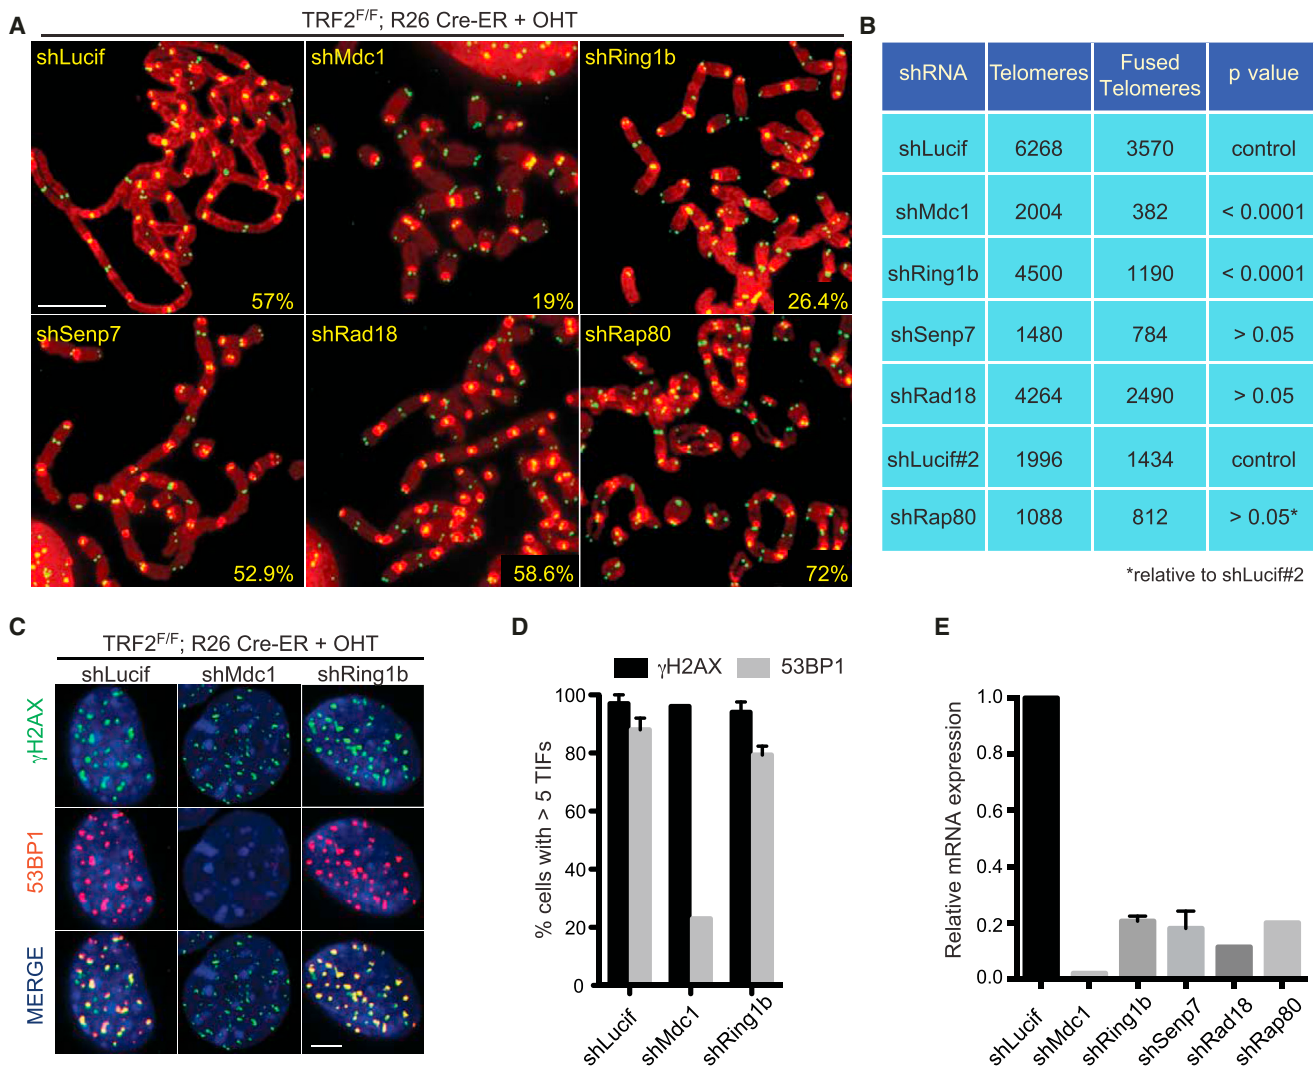 A
TRF2F/F; R26 Cre-ER + OHT
shLucif
57%
shMdc1
19%
shRing1b
26.4%
shSenp7
52.9%
shRad18
58.6%
shRap80
72%
B
shRNA Telomeres Fused Telomeres p value
shLucif 6268 3570 control
shMdc1 2004 382 < 0.0001
shRing1b 4500 1190 < 0.0001
shSenp7 1480 784 > 0.05
shRad18 4264 2490 > 0.05
shLucif#2 1996 1434 control
shRap80 1088 812 > 0.05*
*relative to shLucif#2
C
TRF2F/F; R26 Cre-ER + OHT
shLucif shMdc1 shRing1b
γH2AX
53BP1
MERGE
D
γH2AX 53BP1
% cells with > 5 TIFs
100
80
60
40
20
0
shLucif
shMdc1
shRing1b
E
Relative mRNA expression
1.0
0.8
1.0
0.4
0.2
0.0
shLucif
shMdc1
shRing1b
shSenp7
shRad18
shRap80